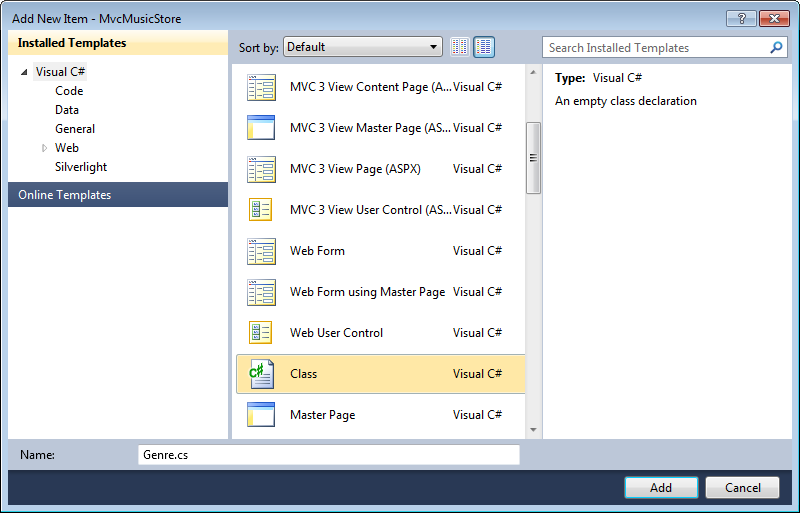 Add New Item - MvcMusicStore
Installed Templates
Visual C#
Code
Data
General
Web
Silverlight
Online Templates
Sort by: Default
MVC 3 View Content Page (A... Visual C#
MVC 3 View Master Page (AS... Visual C#
MVC 3 View Page (ASPX) Visual C#
MVC 3 View User Control (AS... Visual C#
Web Form Visual C#
Web Form using Master Page Visual C#
Web User Control Visual C#
C# Class Visual C#
Master Page Visual C#
Search Installed Templates
Type: Visual C#
An empty class declaration
Name: Genre.cs
Add Cancel